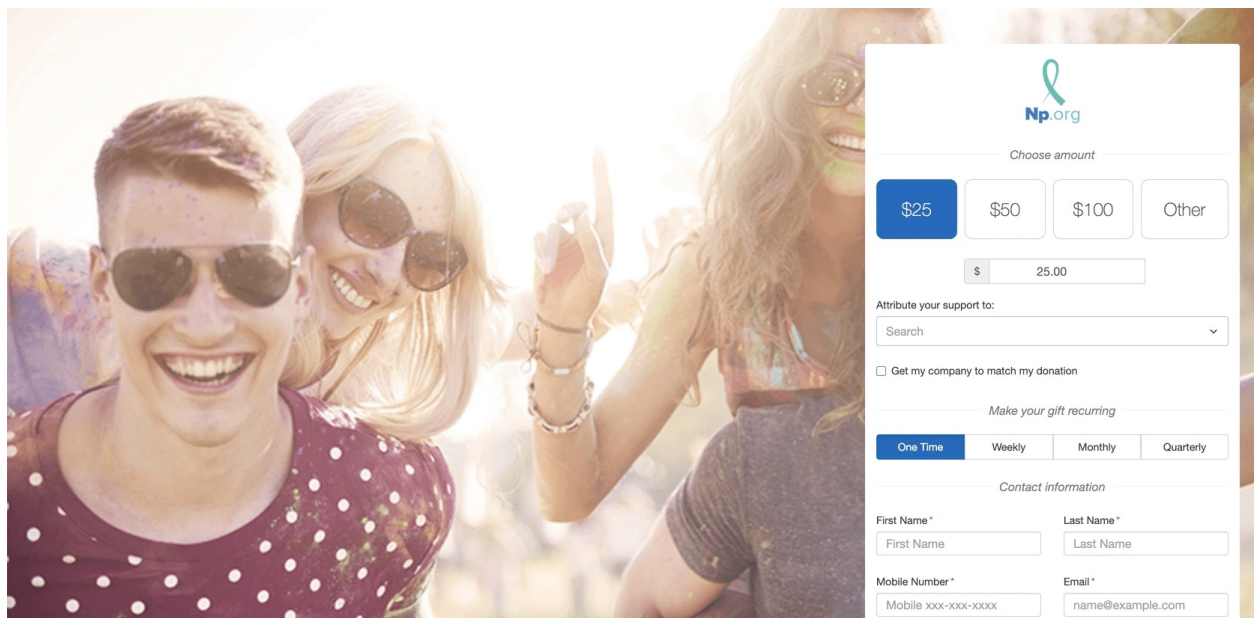 Np.org
Choose amount
$25 $50 $100 Other
$ 25.00
Attribute your support to:
Search
Get my company to match my donation
Make your gift recurring
One Time Weekly Monthly Quarterly
Contact information
First Name* Last Name*
First Name Last Name
Mobile Number* Email*
Mobile xxx-xxx-xxxx name@example.com